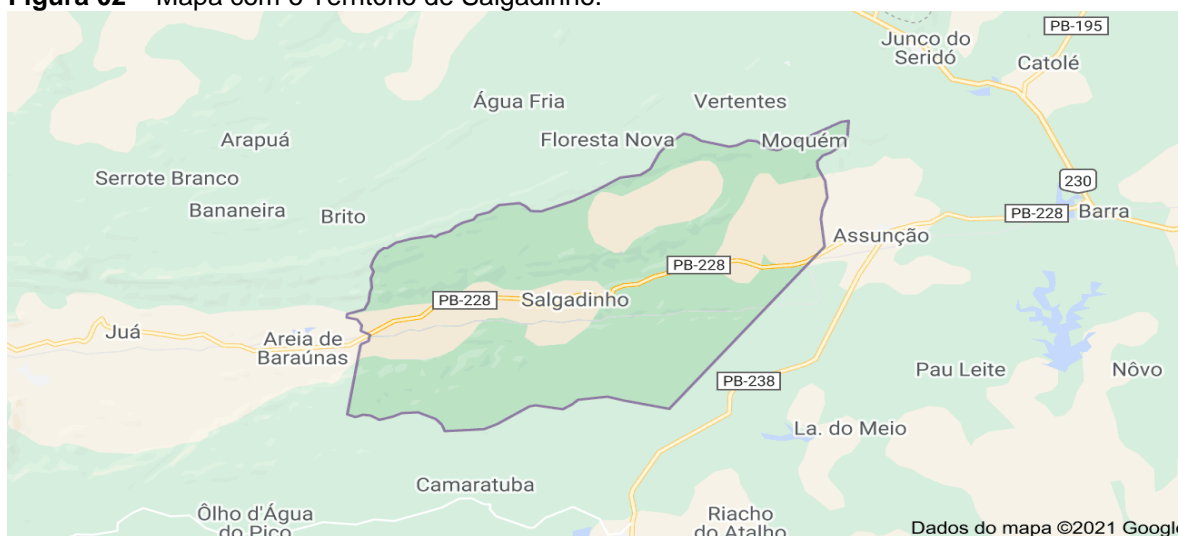 Figura 02 – Mapa com o Território de Salgadinho.
PB-195
Junco do
Seridó
Catolé
Água Fria
Vertentes
Arapuá
Floresta Nova
Moquém
Serrote Branco
230
Bananeira
Brito
PB-228
Barra
Assunção
PB-228
PB-228
Salgadinho
Juá
Areia de
Baraúnas
Pau Leite
Nôvo
PB-238
La. do Meio
Camaratuba
Ôlho d'Água
do Pico
Riacho
do Atalho
Dados do mapa ©2021 Google